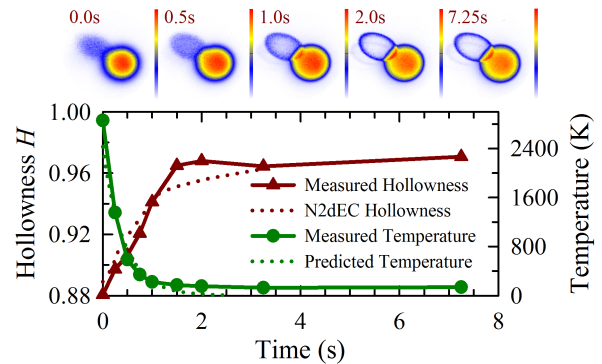 0.0s 0.5s 1.0s 2.0s 7.25s
1.00
0.96
0.92
0.88
Hollowness H
2400
1600
800
0
Temperature (K)
Measured Hollowness
N2dEC Hollowness
Measured Temperature
Predicted Temperature
0 2 4 6 8
Time (s)